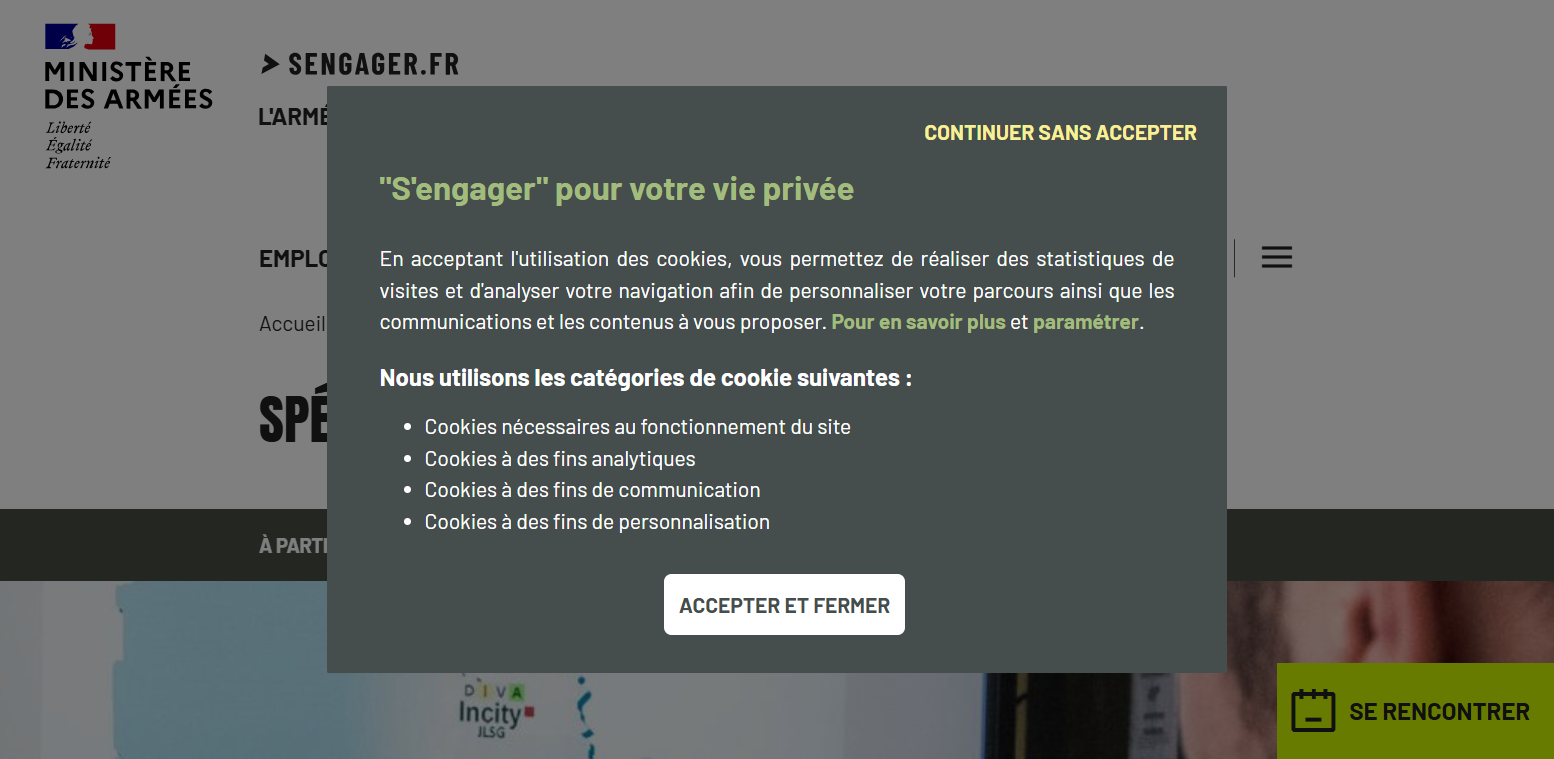 MINISTÈRE
DES ARMÉES
Liberté
Égalité
Fraternité
SENGAGER.FR
L'ARMÉ
CONTINUER SANS ACCEPTER
"S'engager" pour votre vie privée
EMPLO
En acceptant l'utilisation des cookies, vous permettez de réaliser des statistiques de
visites et d'analyser votre navigation afin de personnaliser votre parcours ainsi que les
communications et les contenus à vous proposer. Pour en savoir plus et paramétrer.
Accueil
Nous utilisons les catégories de cookie suivantes :
SPÉ
Cookies nécessaires au fonctionnement du site
Cookies à des fins analytiques
Cookies à des fins de communication
Cookies à des fins de personnalisation
À PARTI
ACCEPTER ET FERMER
DIVA
Incity
JLSG
SE RENCONTRER